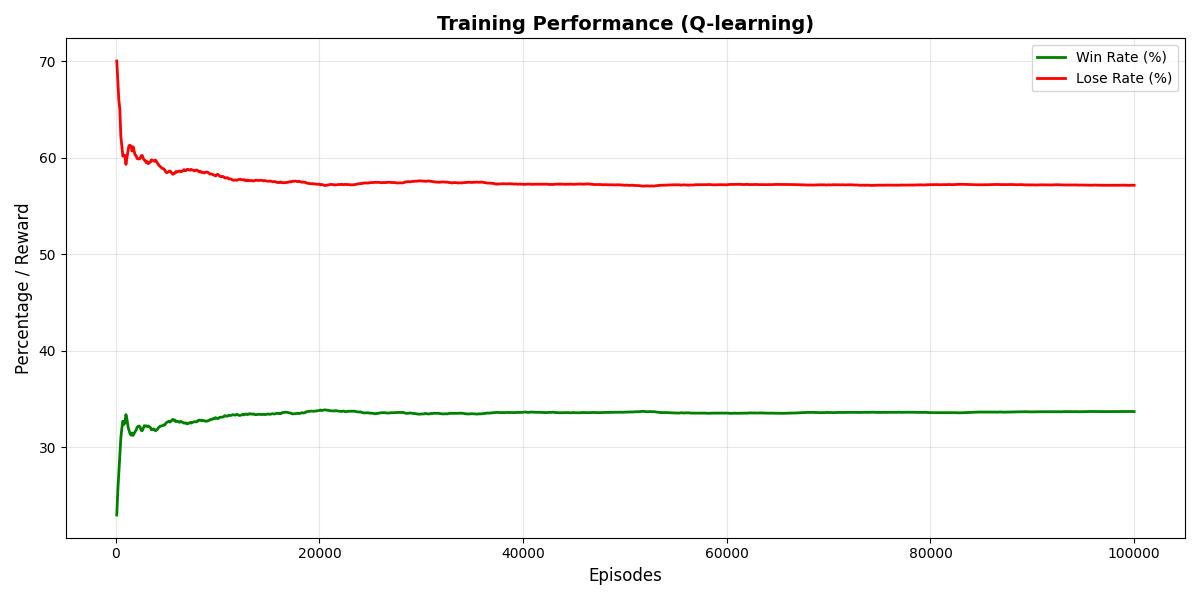 Training Performance (Q-learning)
Win Rate (%)
Lose Rate (%)
Percentage / Reward
70
60
50
40
30
0
20000
40000
60000
80000
100000
Episodes